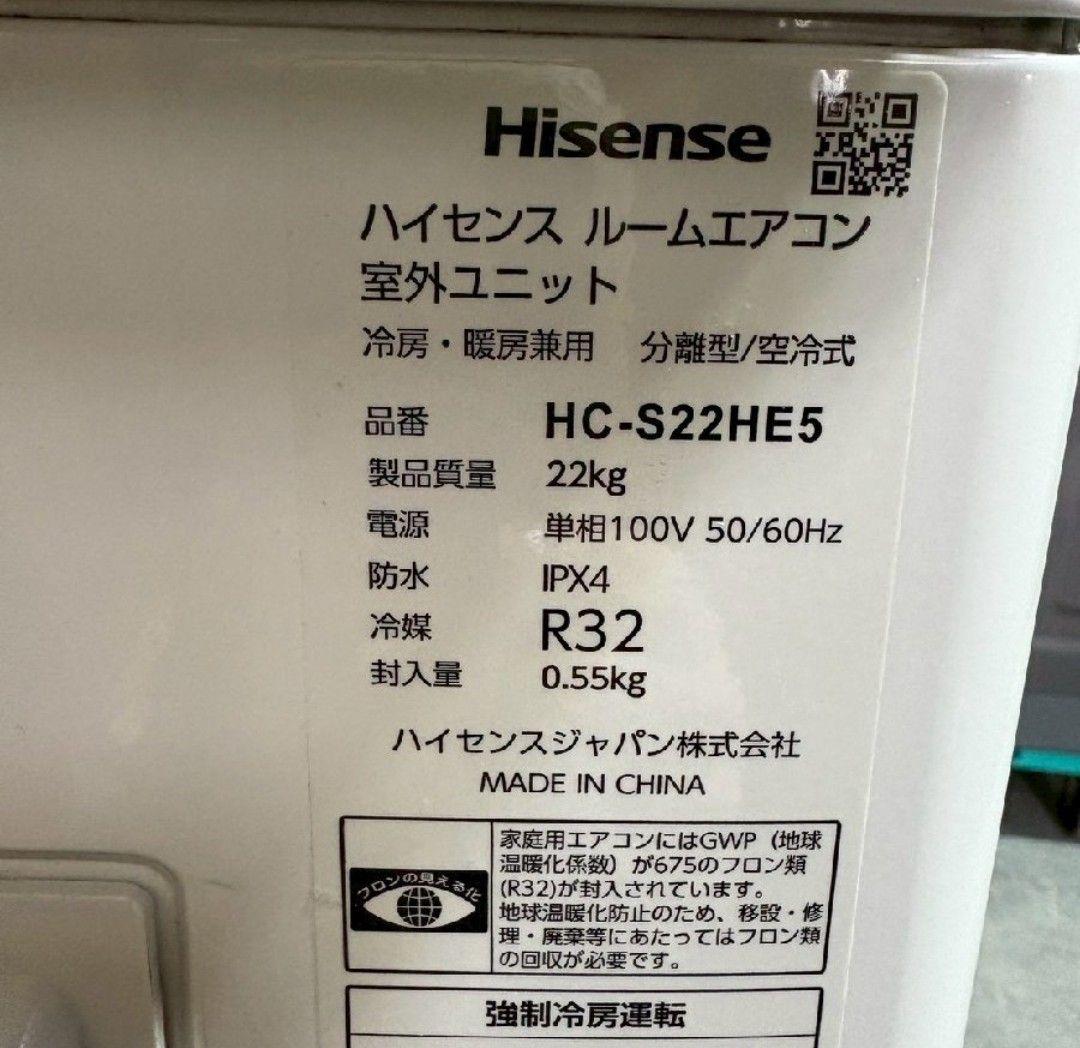 Hisense
ハイセンス ルームエアコン
室外ユニット
冷房・暖房兼用 分離型/空冷式
品番 HC-S22HE5
製品質量 22kg
電源 単相100V 50/60Hz
防水 IPX4
冷媒 R32
封入量 0.55kg
ハイセンスジャパン株式会社
MADE IN CHINA
フロンの見える化
家庭用エアコンにはGWP（地球
温暖化係数）が675のフロン類
(R32)が封入されています。
地球温暖化防止のため、移設・修
理・廃棄等にあたってはフロン類
の回収が必要です。
強制冷房運転